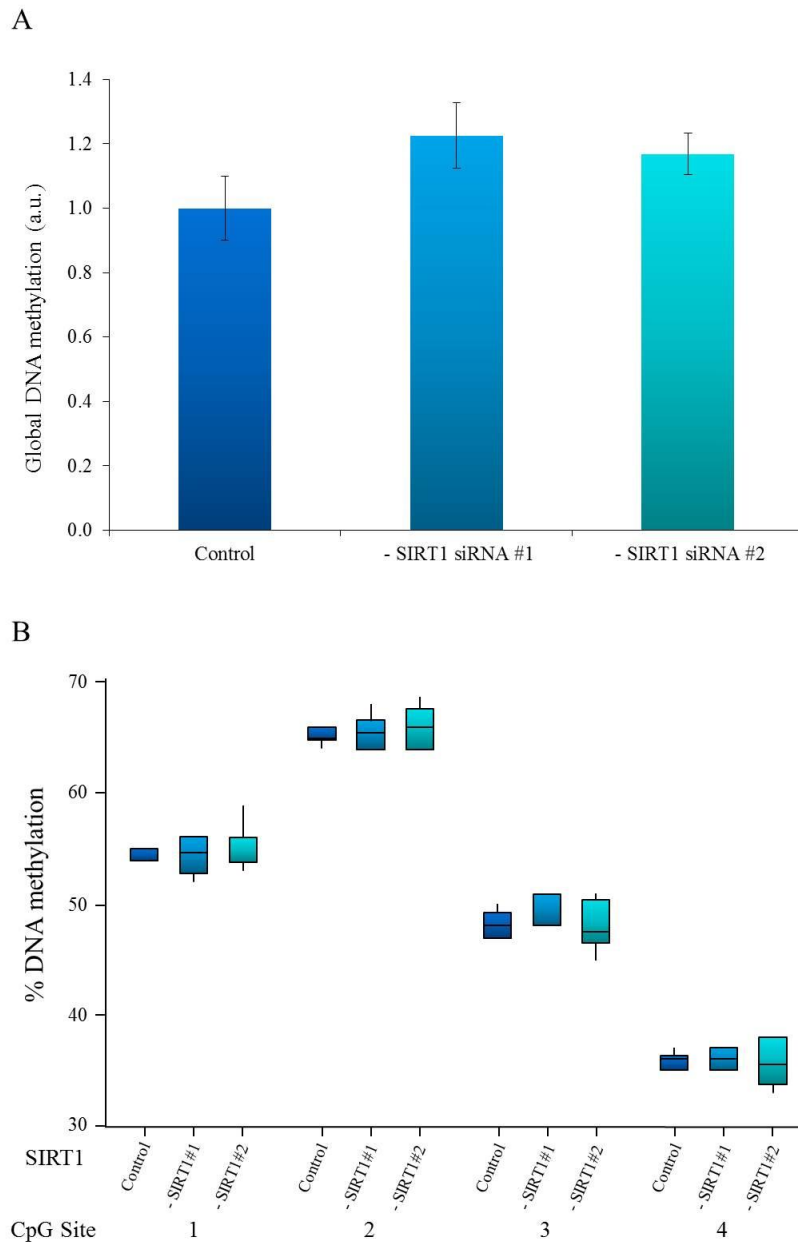 A
Global DNA methylation (a.u.)
1.4
1.2
1.0
0.8
0.6
0.4
0.2
0.0
Control
- SIRT1 siRNA #1
- SIRT1 siRNA #2
B
% DNA methylation
70
60
50
40
30
SIRT1 Control - SIRT1#1 - SIRT1#2 Control - SIRT1#1 - SIRT1#2 Control - SIRT1#1 - SIRT1#2 Control - SIRT1#1 - SIRT1#2
CpG Site 1 2 3 4